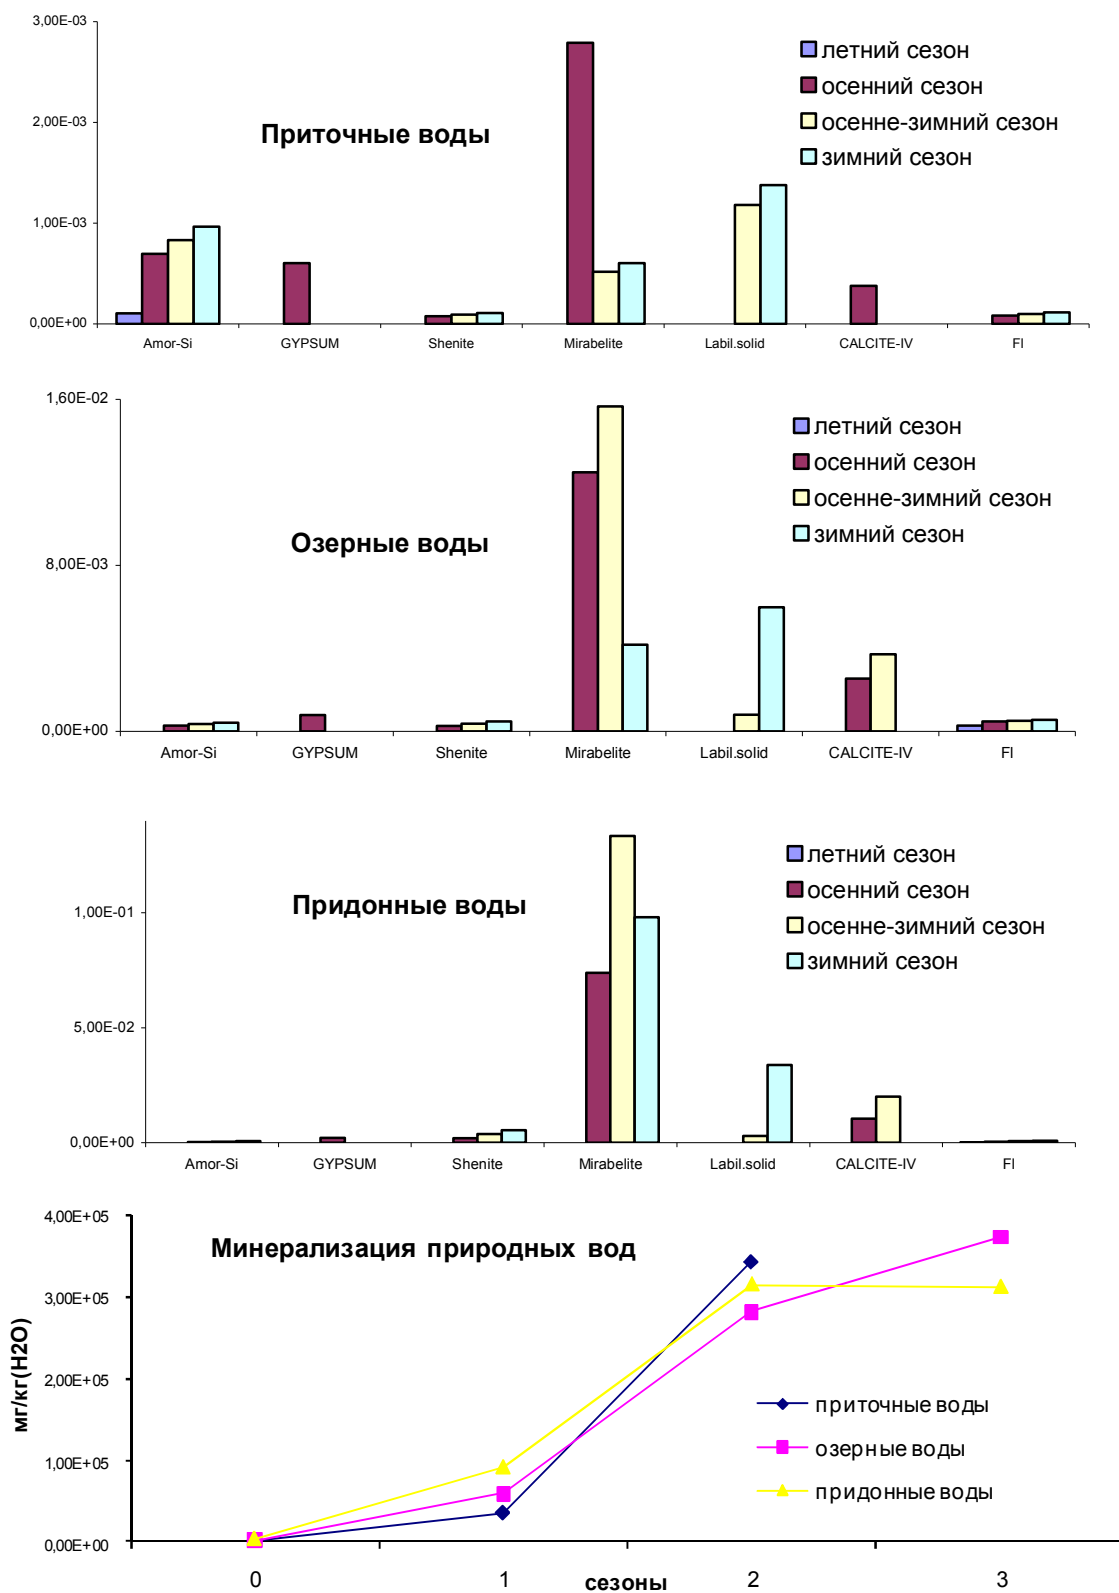 3,00E-03
летний сезон
осенний сезон
2,00E-03
Приточные воды
осенне-зимний сезон
зимний сезон
1,00E-03
0,00E+00
Amor-Si GYPSUM Shenite Mirabelite Labil.solid CALCITE-IV Fl
1,60E-02
летний сезон
осенний сезон
осенне-зимний сезон
Озерные воды
зимний сезон
8,00E-03
0,00E+00
Amor-Si GYPSUM Shenite Mirabelite Labil.solid CALCITE-IV Fl
летний сезон
осенний сезон
1,00E-01
Придонные воды
осенне-зимний сезон
зимний сезон
5,00E-02
0,00E+00
Amor-Si GYPSUM Shenite Mirabelite Labil.solid CALCITE-IV Fl
4,00E+05
Минерализация природных вод
3,00E+05
мг/кг(H2O)
2,00E+05
приточные воды
озерные воды
1,00E+05
придонные воды
0,00E+00
0 1 2 3
сезоны